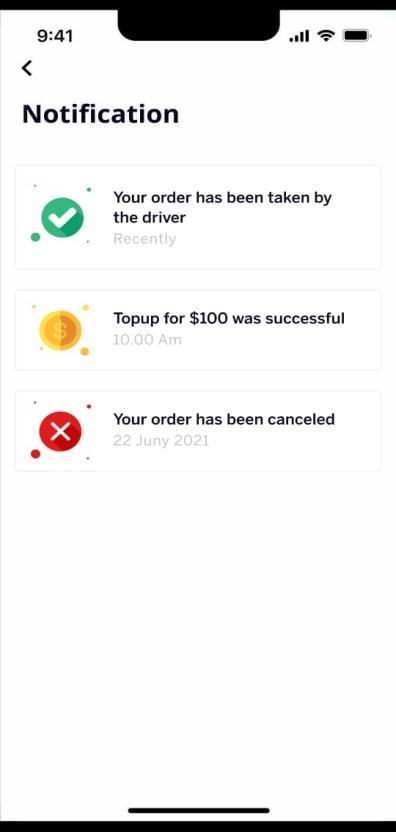 9:41
Notification
Your order has been taken by
the driver
Recently
$
Topup for $100 was successful
10.00 Am
Your order has been canceled
22 Juny 2021